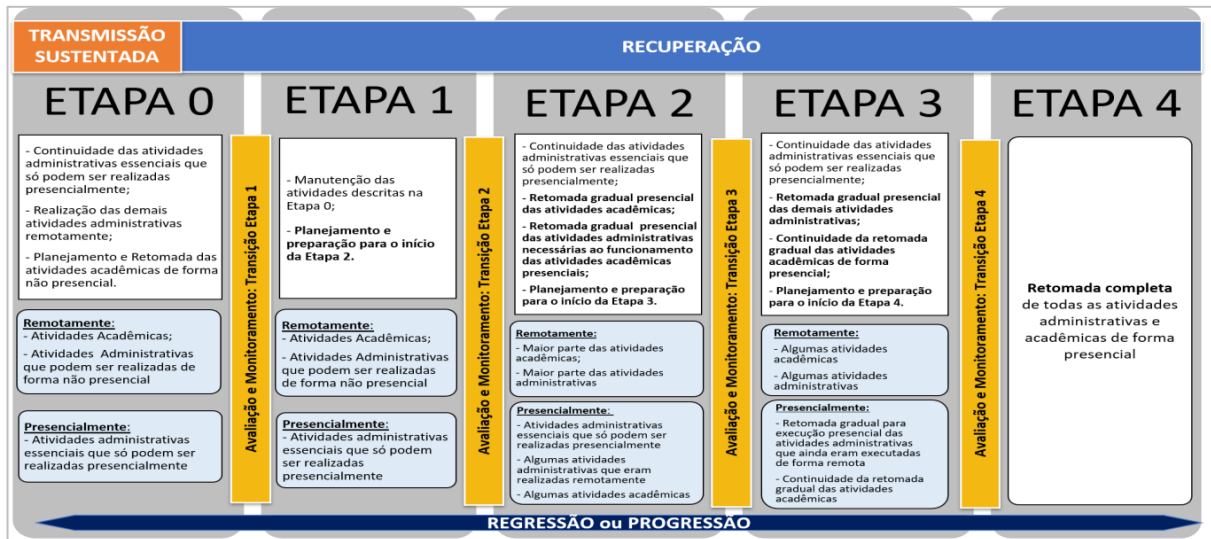 TRANSMISSÃO
SUSTENTADA
RECUPERAÇÃO
ETAPA 0
- Continuidade das atividades
administrativas essenciais que
só podem ser realizadas
presencialmente;
- Realização das demais
atividades administrativas
remotamente;
- Planejamento e Retomada das
atividades acadêmicas de forma
não presencial.
Remotamente:
- Atividades Acadêmicas;
- Atividades Administrativas
que podem ser realizadas de
forma não presencial
Presencialmente:
- Atividades administrativas
essenciais que só podem ser
realizadas presencialmente
Avaliação e Monitoramento: Transição Etapa 1
ETAPA 1
- Manutenção das
atividades descritas na
Etapa 0;
- Planejamento e
preparação para o início
da Etapa 2.
Remotamente:
- Atividades Acadêmicas;
- Atividades Administrativas
que podem ser realizadas
de forma não presencial
Presencialmente:
- Atividades administrativas
essenciais que só podem
ser realizadas
presencialmente
Avaliação e Monitoramento: Transição Etapa 2
ETAPA 2
- Continuidade das atividades
administrativas essenciais que
só podem ser realizadas
presencialmente;
- Retomada gradual presencial
das atividades acadêmicas;
- Retomada gradual presencial
das atividades administrativas
necessárias ao funcionamento
das atividades acadêmicas
presenciais;
- Planejamento e preparação
para o início da Etapa 3.
Remotamente:
- Maior parte das atividades
acadêmicas;
- Maior parte das atividades
administrativas
Presencialmente:
- Atividades administrativas
essenciais que só podem ser
realizadas presencialmente
- Algumas atividades
administrativas que eram
realizadas remotamente
- Algumas atividades acadêmicas
Avaliação e Monitoramento: Transição Etapa 3
ETAPA 3
- Continuidade das atividades
administrativas essenciais que
só podem ser realizadas
presencialmente;
- Retomada gradual presencial
das demais atividades
administrativas;
- Continuidade da retomada
gradual das atividades
acadêmicas de forma
presencial;
- Planejamento e preparação
para o início da Etapa 4.
Remotamente:
- Algumas atividades
acadêmicas
- Algumas atividades
administrativas
Presencialmente:
- Retomada gradual para
execução presencial das
atividades administrativas
que ainda eram executadas
de forma remota
- Continuidade da retomada
gradual das atividades
acadêmicas
Avaliação e Monitoramento: Transição Etapa 4
ETAPA 4
Retomada completa
de todas as atividades
administrativas e
acadêmicas de forma
presencial
REGRESSÃO ou PROGRESSÃO